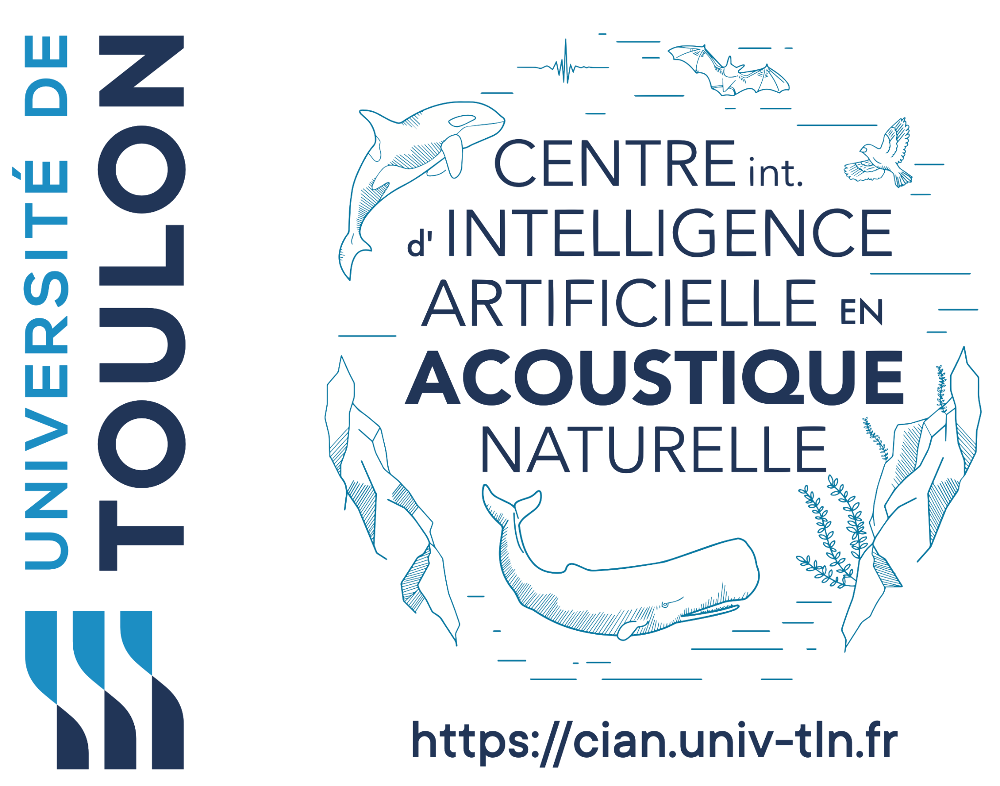 UNIVERSITÉ DE
TOULON
CENTRE int.
d' INTELLIGENCE
ARTIFICIELLE EN
ACOUSTIQUE
NATURELLE
https://cian.univ-tln.fr